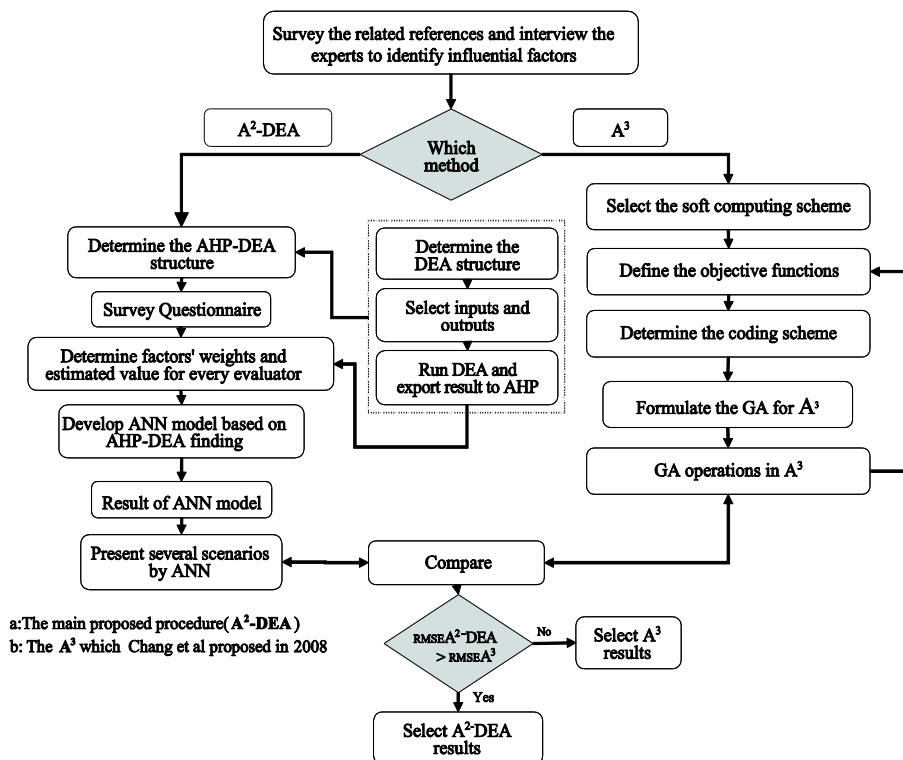 Survey the related references and interview the
experts to identify influential factors
A²-DEA
A³
Which
method
Determine the AHP-DEA
structure
Survey Questionnaire
Determine factors' weights and
estimated value for every evaluator
Develop ANN model based on
AHP-DEA finding
Result of ANN model
Present several scenarios
by ANN
Determine the
DEA structure
Select inputs and
outputs
Run DEA and
export result to AHP
Select the soft computing scheme
Define the objective functions
Determine the coding scheme
Formulate the GA for A³
GA operations in A³
Compare
RMSEA²-DEA
> RMSEA³
No
Select A³
results
Yes
Select A²-DEA
results
a:The main proposed procedure(A²-DEA)
b: The A³ which Chang et al proposed in 2008